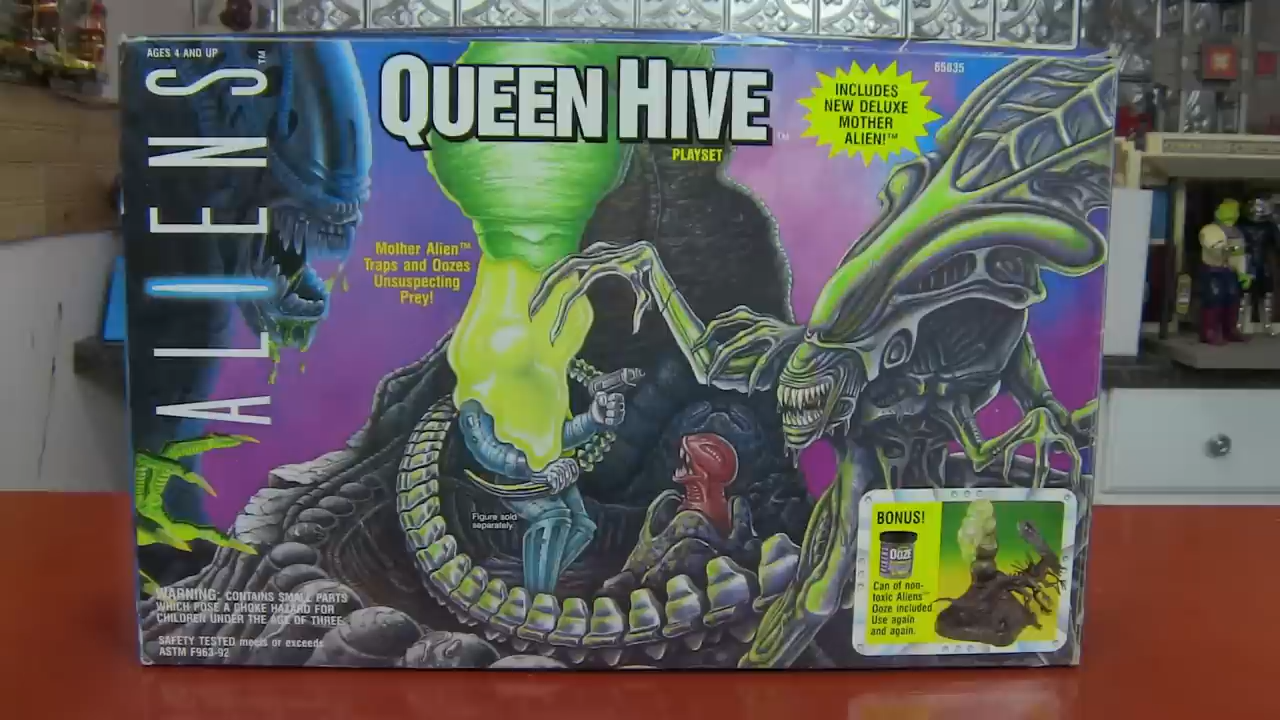 AGES 4 AND UP
ALIENS™
QUEEN HIVE™
PLAYSET
65835
INCLUDES
NEW DELUXE
MOTHER
ALIEN!™
Mother Alien™
Traps and Oozes
Unsuspecting
Prey!
Figure sold
separately.
BONUS!
OOZE
Can of non-
toxic Aliens™
Ooze included
Use again
and again.
WARNING: CONTAINS SMALL PARTS
WHICH POSE A CHOKE HAZARD FOR
CHILDREN UNDER THE AGE OF THREE.
SAFETY TESTED meets or exceeds
ASTM F963-92